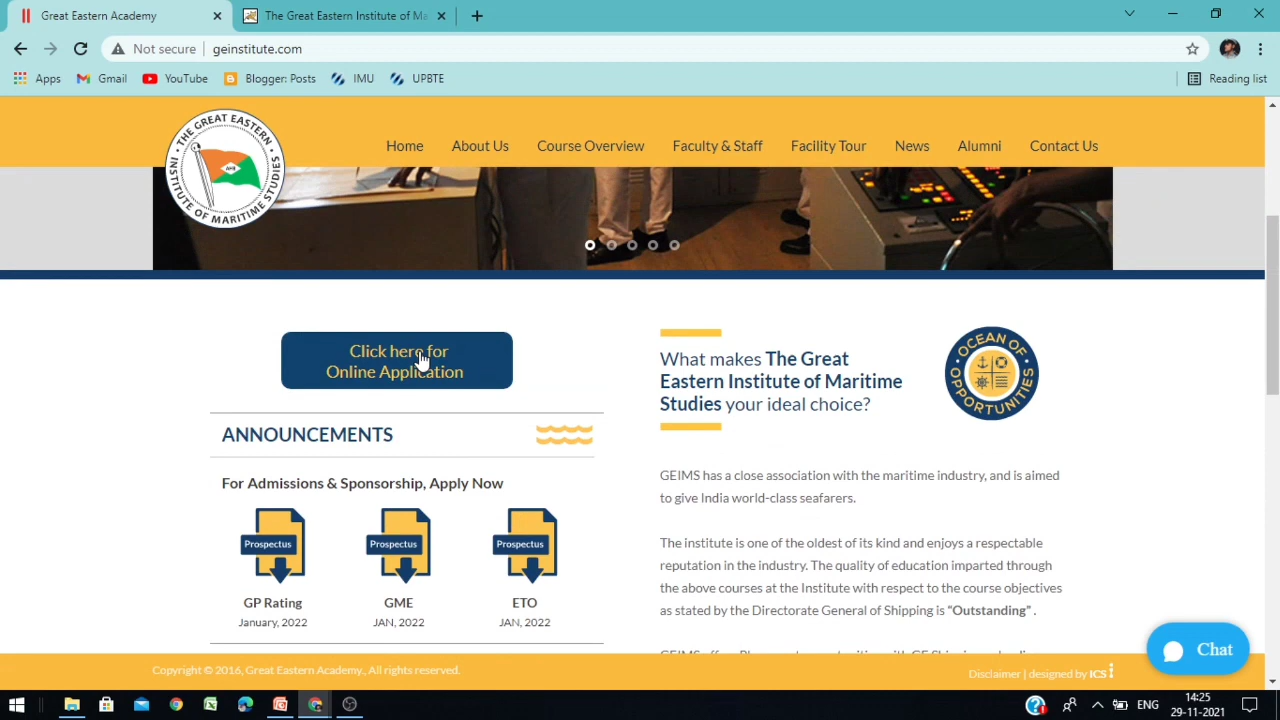 Great Eastern Academy
The Great Eastern Institute of Ma
Not secure
geinstitute.com
Apps
Gmail
YouTube
Blogger: Posts
IMU
UPBTE
Reading list
THE GREAT EASTERN INSTITUTE OF MARITIME STUDIES
Home
About Us
Course Overview
Faculty & Staff
Facility Tour
News
Alumni
Contact Us
Click here for
Online Application
ANNOUNCEMENTS
For Admissions & Sponsorship, Apply Now
Prospectus
Prospectus
Prospectus
GP Rating
GME
ETO
January, 2022
JAN, 2022
JAN, 2022
What makes The Great
Eastern Institute of Maritime
Studies your ideal choice?
OCEAN OF OPPORTUNITIES
GEIMS has a close association with the maritime industry, and is aimed
to give India world-class seafarers.
The institute is one of the oldest of its kind and enjoys a respectable
reputation in the industry. The quality of education imparted through
the above courses at the Institute with respect to the course objectives
as stated by the Directorate General of Shipping is “Outstanding” .
Chat
Copyright © 2016, Great Eastern Academy., All rights reserved.
Disclaimer | designed by ICS
ENG
14:25
29-11-2021